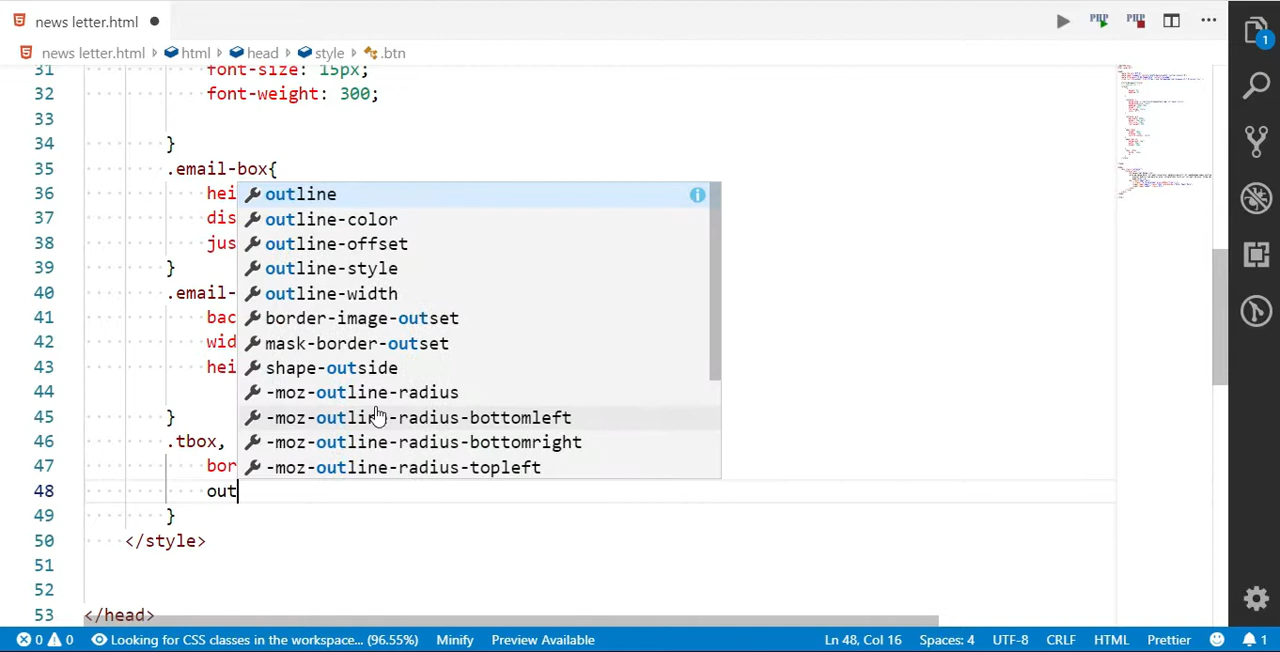 news letter.html
news letter.html html head style .btn
1
31 font-size: 15px;
32 font-weight: 300;
33
34 }
35 .email-box{
36 hei
37 dis
38 jus
39 }
40 .email-
41 bac
42 wid
43 hei
44
45 }
46 .tbox,
47 bor
48 out
49 }
50 </style>
51
52
53 </head>
outline
outline-color
outline-offset
outline-style
outline-width
border-image-outset
mask-border-outset
shape-outside
-moz-outline-radius
-moz-outline-radius-bottomleft
-moz-outline-radius-bottomright
-moz-outline-radius-topleft
0 0 Looking for CSS classes in the workspace... (96.55%) Minify Preview Available Ln 48, Col 16 Spaces: 4 UTF-8 CRLF HTML Prettier 1